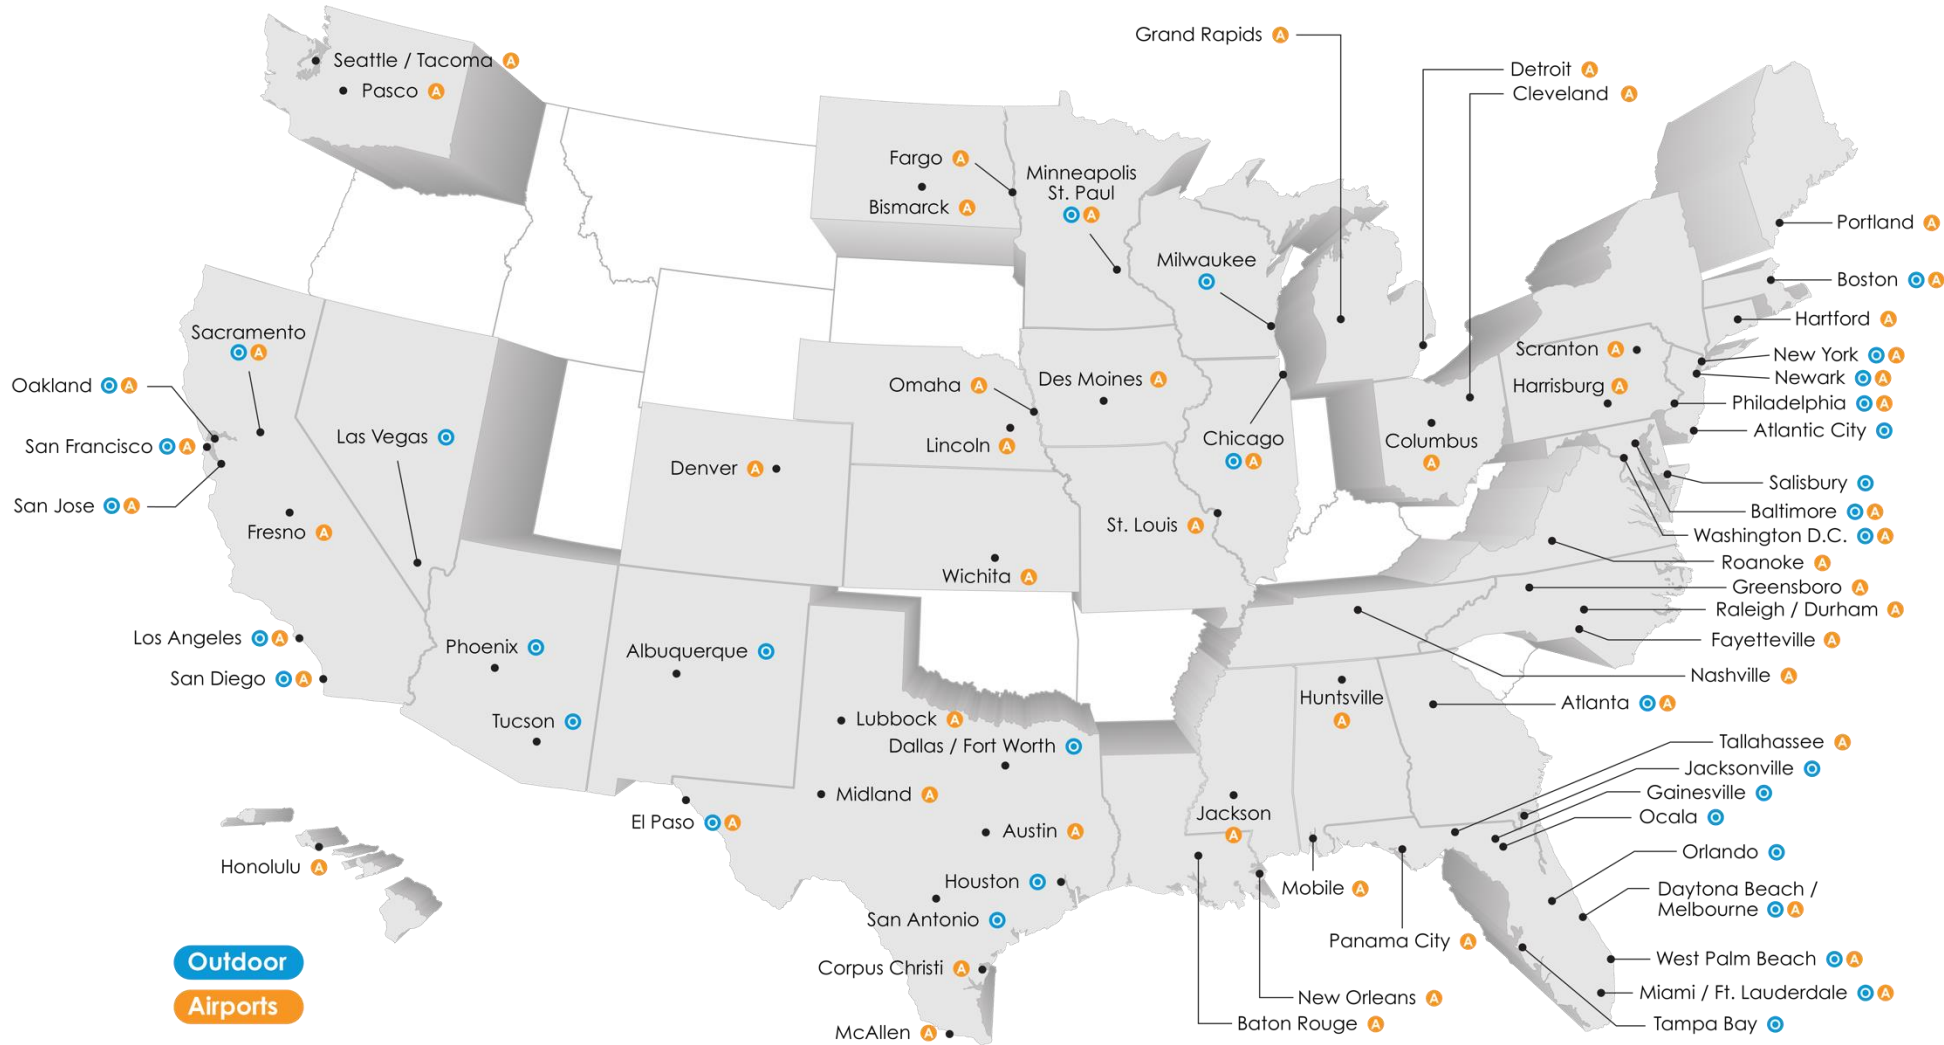 Grand Rapids A
Seattle / Tacoma A
Pasco A
Detroit A
Cleveland A
Fargo A
Bismarck A
Minneapolis
St. Paul
O A
Milwaukee
O
Portland A
Boston O A
Hartford A
Sacramento
O A
Oakland O A
San Francisco O A
San Jose O A
Fresno A
Las Vegas O
Los Angeles O A
San Diego O A
Denver A
Omaha A
Lincoln A
Des Moines A
Wichita A
St. Louis A
Chicago
O A
Columbus
A
Scranton A
Harrisburg A
New York O A
Newark O A
Philadelphia O A
Atlantic City O
Salisbury O
Baltimore O A
Washington D.C. O A
Roanoke A
Greensboro A
Raleigh / Durham A
Fayetteville A
Nashville A
Atlanta O A
Phoenix O
Tucson O
Albuquerque O
Lubbock A
Dallas / Fort Worth O
Midland A
El Paso O A
Austin A
Houston O
San Antonio O
Corpus Christi A
McAllen A
Huntsville
A
Jackson
A
Mobile A
Panama City A
New Orleans A
Baton Rouge A
Tallahassee A
Jacksonville O
Gainesville O
Ocala O
Orlando O
Daytona Beach /
Melbourne O A
West Palm Beach O A
Miami / Ft. Lauderdale O A
Tampa Bay O
Honolulu A
Outdoor
Airports